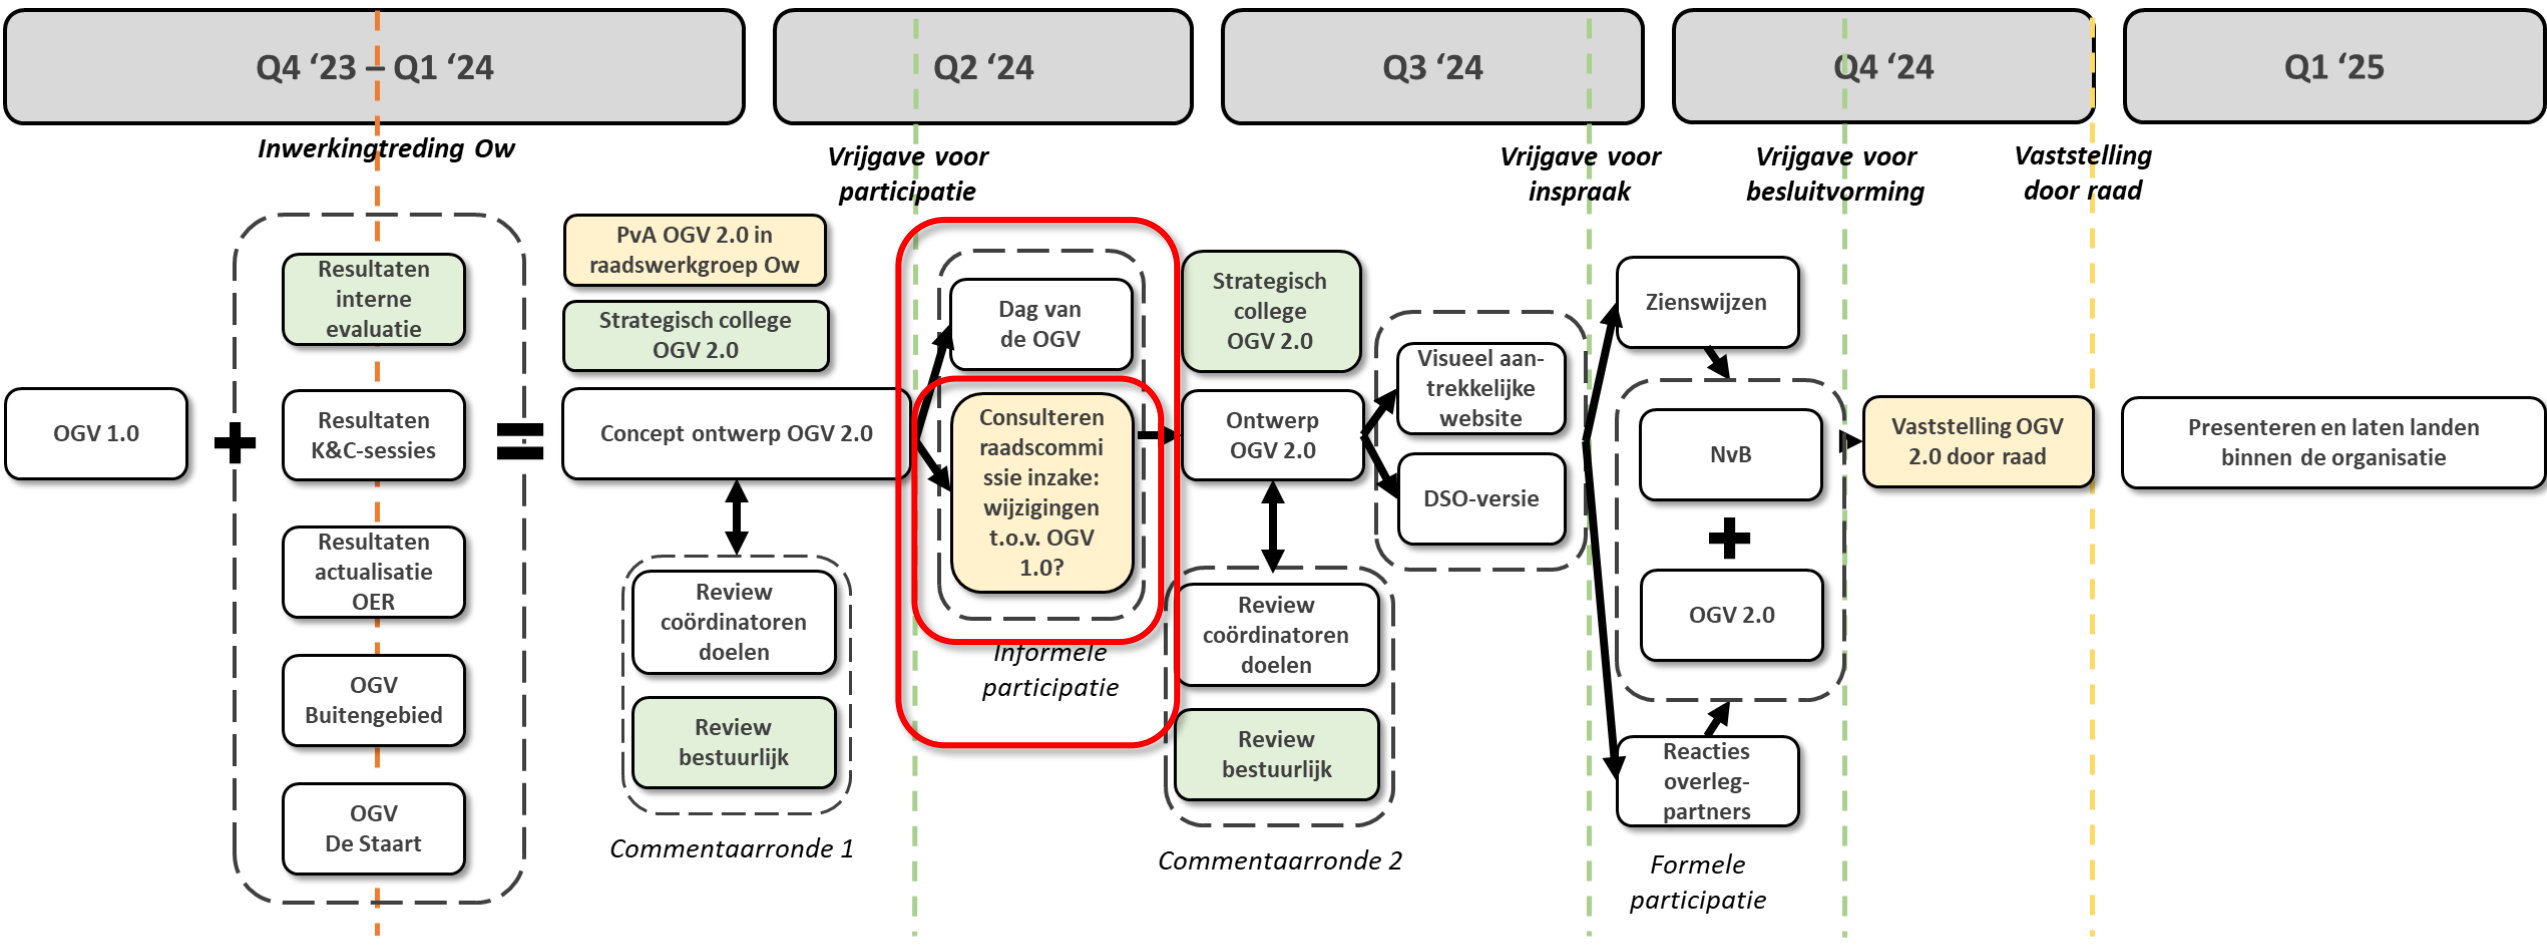 Q4 ‘23 – Q1 ‘24
Q2 ‘24
Q3 ‘24
Q4 ‘24
Q1 ‘25
Inwerkingtreding Ow
Vrijgave voor
participatie
Vrijgave voor
inspraak
Vrijgave voor
besluitvorming
Vaststelling
door raad
OGV 1.0
Resultaten
interne
evaluatie
Resultaten
K&C-sessies
Resultaten
actualisatie
OER
OGV
Buitengebied
OGV
De Staart
PvA OGV 2.0 in
raadswerkgroep Ow
Strategisch college
OGV 2.0
Concept ontwerp OGV 2.0
Review
coördinatoren
doelen
Review
bestuurlijk
Commentaarronde 1
Dag van
de OGV
Consulteren
raadscommi
ssie inzake:
wijzigingen
t.o.v. OGV
1.0?
Informele
participatie
Strategisch
college
OGV 2.0
Ontwerp
OGV 2.0
Review
coördinatoren
doelen
Review
bestuurlijk
Commentaarronde 2
Visueel aan-
trekkelijke
website
DSO-versie
Zienswijzen
NvB
OGV 2.0
Reacties
overleg-
partners
Formele
participatie
Vaststelling OGV
2.0 door raad
Presenteren en laten landen
binnen de organisatie